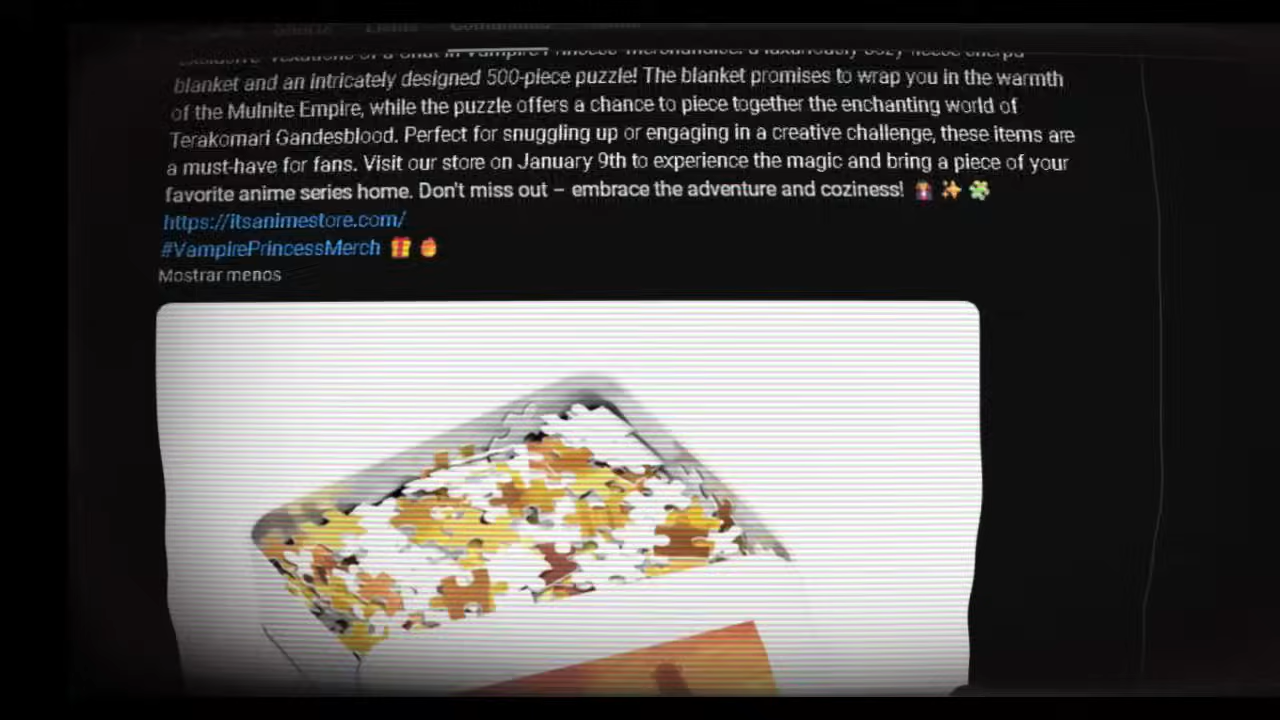 blanket and an intricately designed 500-piece puzzle! The blanket promises to wrap you in the warmth
of the Mulnite Empire, while the puzzle offers a chance to piece together the enchanting world of
Terakomari Gandesblood. Perfect for snuggling up or engaging in a creative challenge, these items are
a must-have for fans. Visit our store on January 9th to experience the magic and bring a piece of your
favorite anime series home. Don't miss out – embrace the adventure and coziness!
https://itsanimestore.com/
#VampirePrincessMerch
Mostrar menos